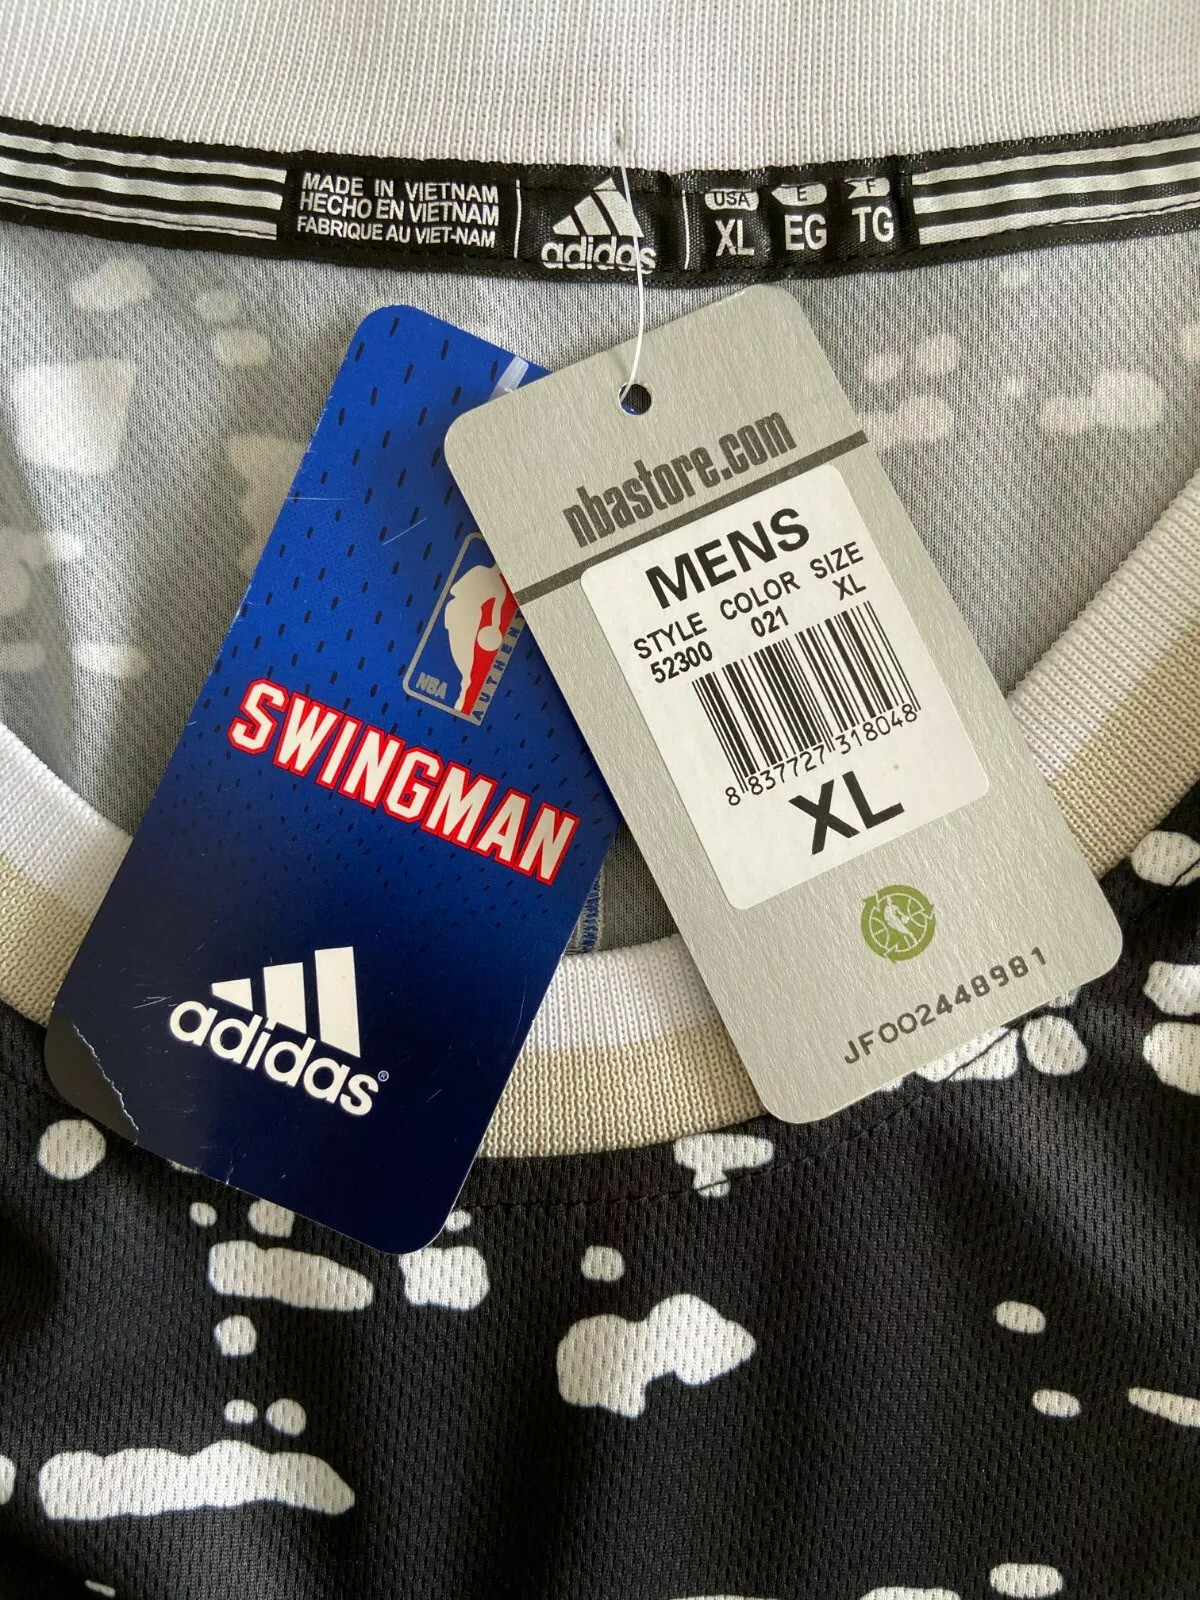 MADE IN VIETNAM
HECHO EN VIETNAM
FABRIQUE AU VIET-NAM
adidas
USA E F
XL EG TG
nbastore.com
MENS
STYLE COLOR SIZE
52300 021 XL
8 837727 318048
XL
JF002448981
NBA
AUTHENT
SWINGMAN
adidas®